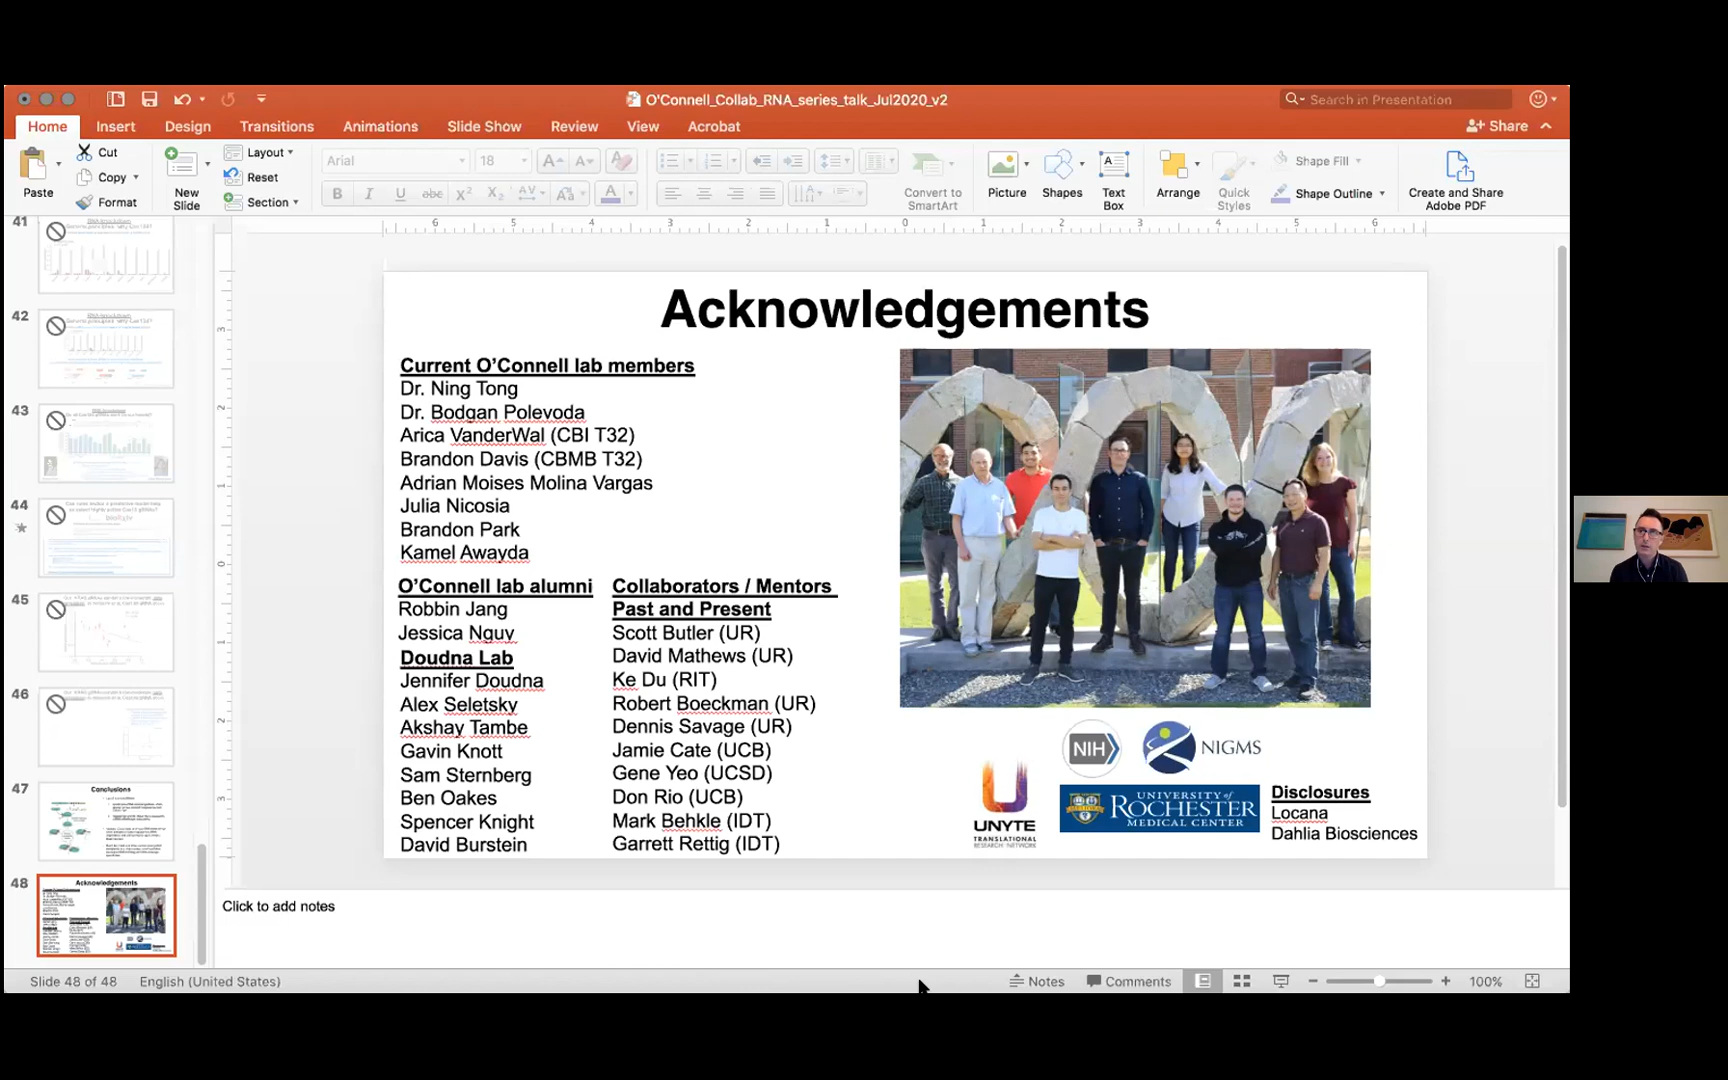 O'Connell_Collab_RNA_series_talk_Jul2020_v2
Search in Presentation
Home Insert Design Transitions Animations Slide Show Review View Acrobat
Share
Paste
Cut
Copy
Format
New Slide
Layout
Reset
Section
Arial 18
Convert to SmartArt
Picture
Shapes
Text Box
Arrange
Quick Styles
Shape Fill
Shape Outline
Create and Share Adobe PDF
41
42
43
44
45
46
47
Conclusions
48
Acknowledgements
Acknowledgements
Current O'Connell lab members
Dr. Ning Tong
Dr. Bodgan Polevoda
Arica VanderWal (CBI T32)
Brandon Davis (CBMB T32)
Adrian Moises Molina Vargas
Julia Nicosia
Brandon Park
Kamel Awayda
O'Connell lab alumni
Robbin Jang
Jessica Nguy
Doudna Lab
Jennifer Doudna
Alex Seletsky
Akshay Tambe
Gavin Knott
Sam Sternberg
Ben Oakes
Spencer Knight
David Burstein
Collaborators / Mentors
Past and Present
Scott Butler (UR)
David Mathews (UR)
Ke Du (RIT)
Robert Boeckman (UR)
Dennis Savage (UR)
Jamie Cate (UCB)
Gene Yeo (UCSD)
Don Rio (UCB)
Mark Behkle (IDT)
Garrett Rettig (IDT)
NIH
NIGMS
UNYTE
TRANSLATIONAL
RESEARCH NETWORK
UNIVERSITY of
ROCHESTER
MEDICAL CENTER
Disclosures
Locana
Dahlia Biosciences
Click to add notes
Slide 48 of 48 English (United States)
Notes Comments 100%